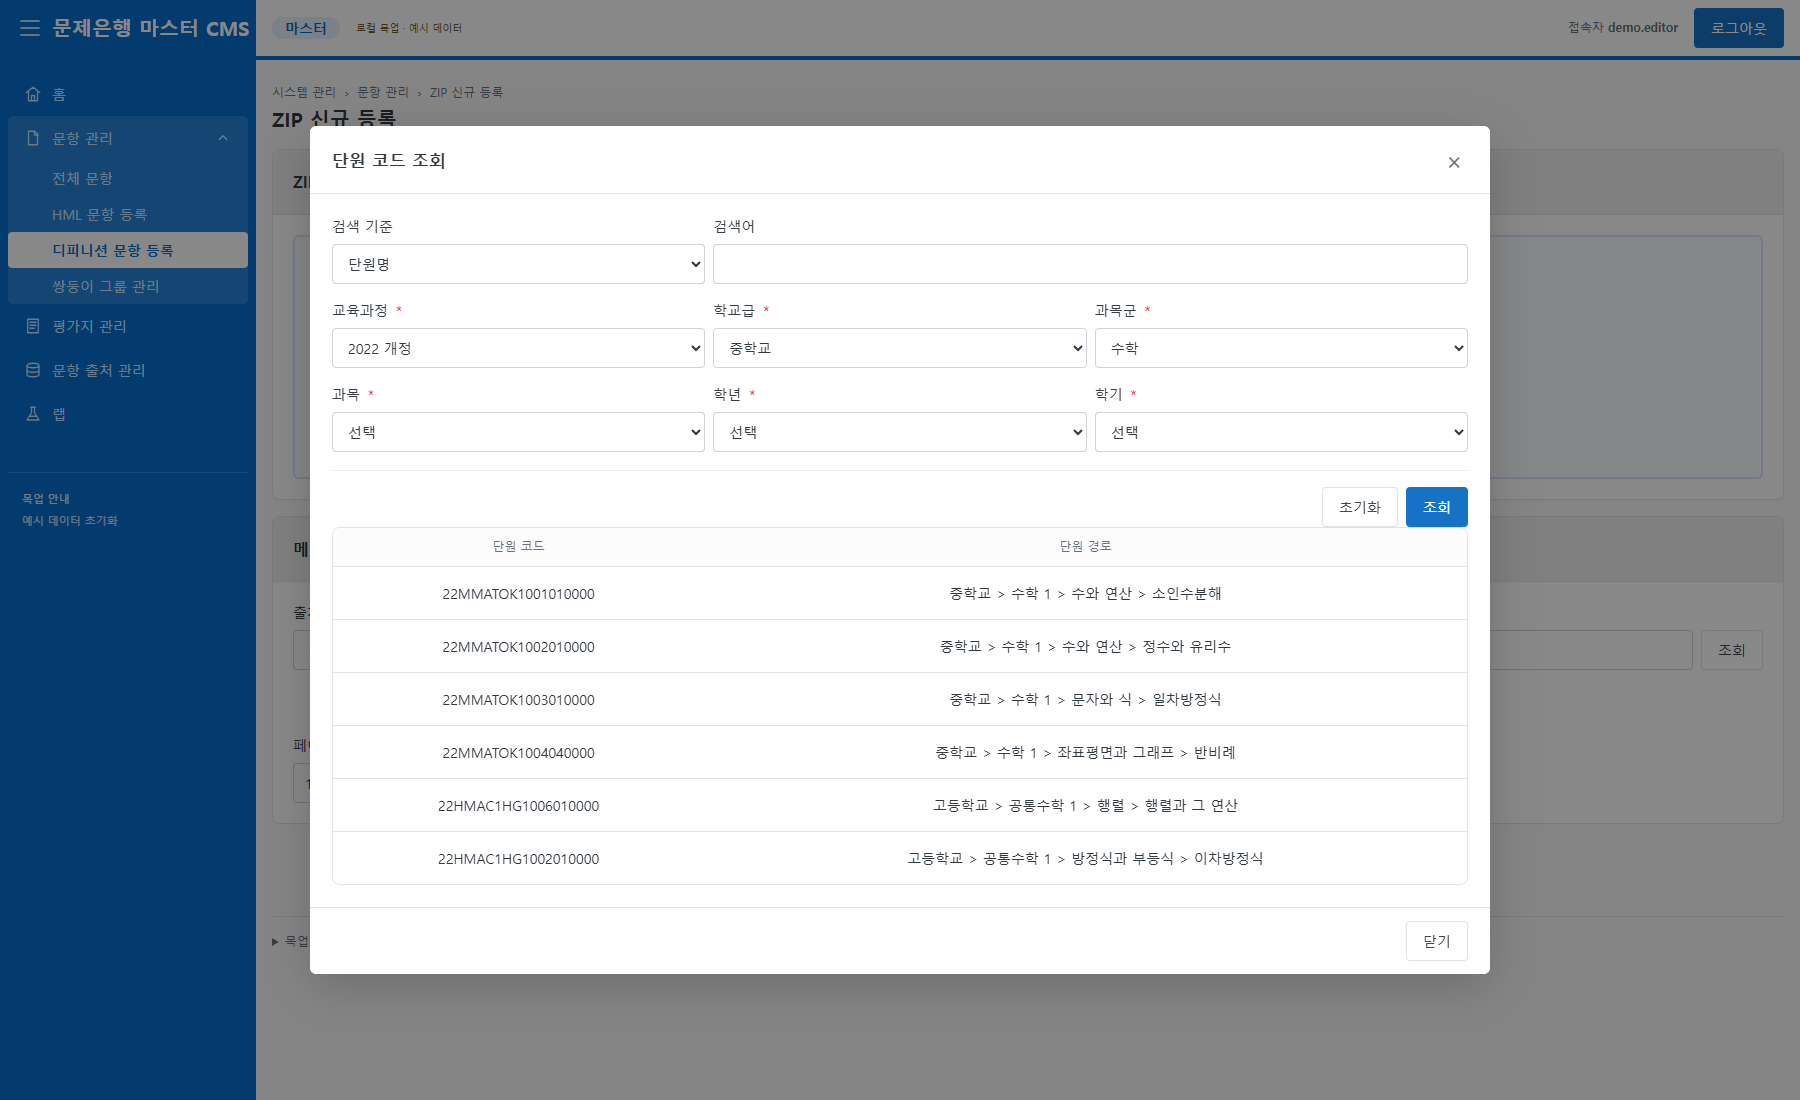 문제은행 마스터 CMS
마스터
로컬 목업 · 예시 데이터
접속자 demo.editor
로그아웃
홈
문항 관리
전체 문항
HML 문항 등록
디피니션 문항 등록
쌍둥이 그룹 관리
평가지 관리
문항 출처 관리
랩
목업 안내
예시 데이터 초기화
시스템 관리 › 문항 관리 › ZIP 신규 등록
ZIP 신규 등록
단원 코드 조회
×
검색 기준
검색어
단원명
교육과정 *
학교급 *
과목군 *
2022 개정
중학교
수학
과목 *
학년 *
학기 *
선택
선택
선택
초기화
조회
단원 코드
단원 경로
22MMATOK1001010000
중학교 > 수학 1 > 수와 연산 > 소인수분해
22MMATOK1002010000
중학교 > 수학 1 > 수와 연산 > 정수와 유리수
22MMATOK1003010000
중학교 > 수학 1 > 문자와 식 > 일차방정식
22MMATOK1004040000
중학교 > 수학 1 > 좌표평면과 그래프 > 반비례
22HMAC1HG1006010000
고등학교 > 공통수학 1 > 행렬 > 행렬과 그 연산
22HMAC1HG1002010000
고등학교 > 공통수학 1 > 방정식과 부등식 > 이차방정식
닫기
조회
목업